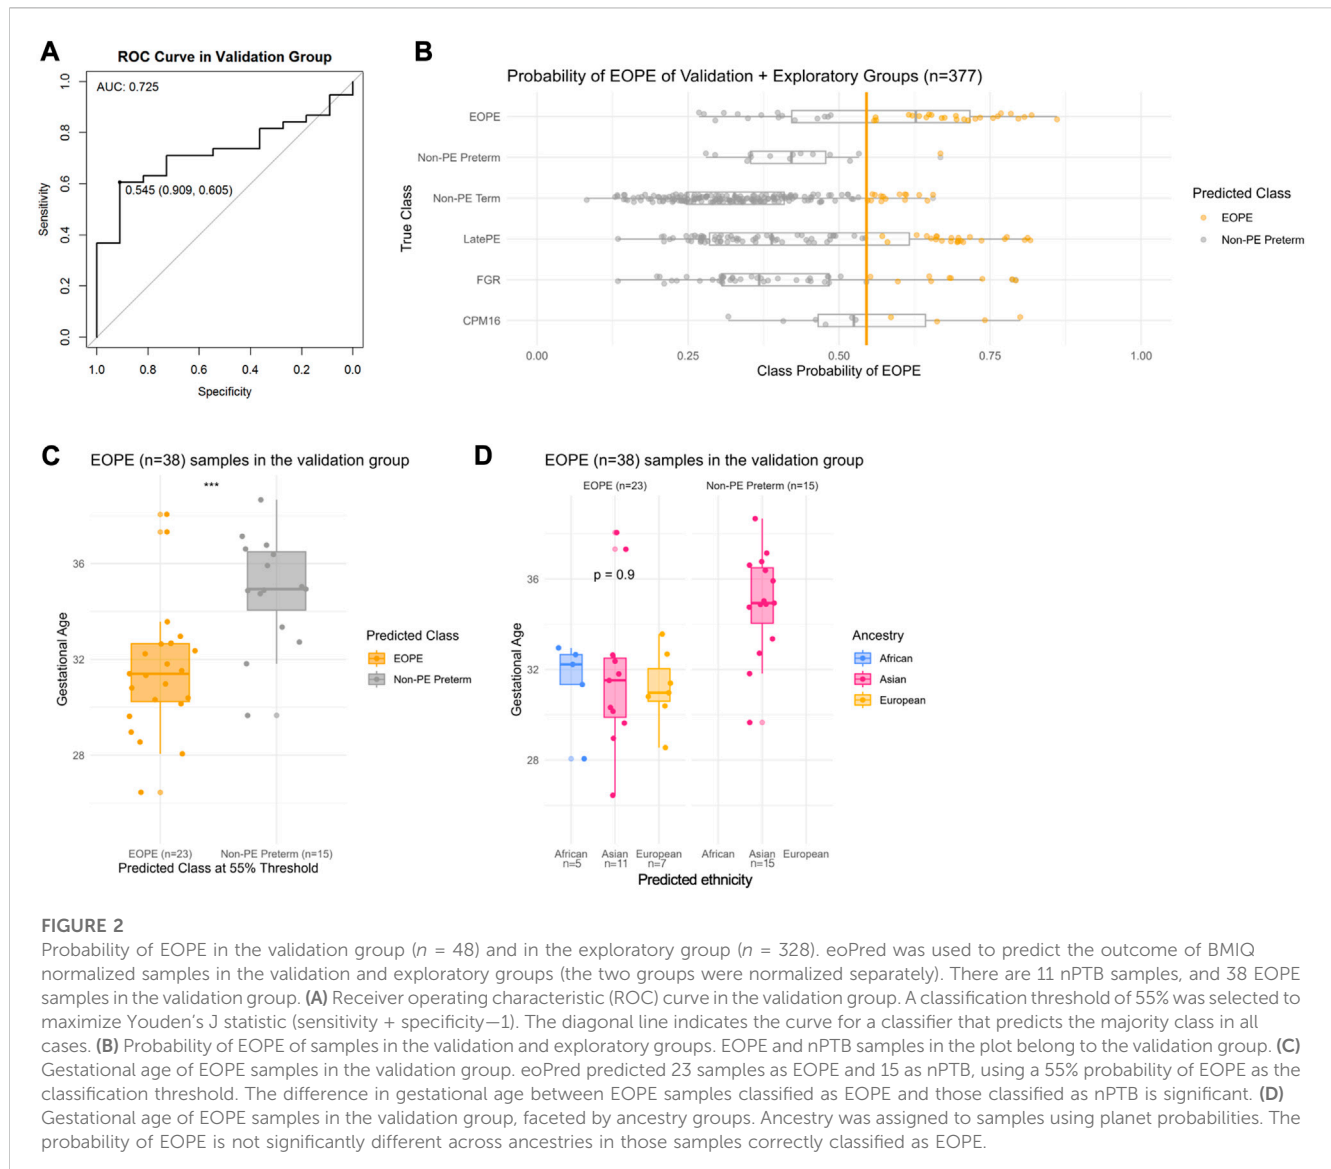 A
ROC Curve in Validation Group
AUC: 0.725
0.545 (0.909, 0.605)
Sensitivity
1.0
0.8
0.6
0.4
0.2
0.0
1.0 0.8 0.6 0.4 0.2 0.0
Specificity
B
Probability of EOPE of Validation + Exploratory Groups (n=377)
True Class
EOPE
Non-PE Preterm
Non-PE Term
LatePE
FGR
CPM16
0.00 0.25 0.50 0.75 1.00
Class Probability of EOPE
Predicted Class
EOPE
Non-PE Preterm
C
EOPE (n=38) samples in the validation group
***
Gestational Age
36
32
28
EOPE (n=23) Non-PE Preterm (n=15)
Predicted Class at 55% Threshold
Predicted Class
EOPE
Non-PE Preterm
D
EOPE (n=38) samples in the validation group
EOPE (n=23) Non-PE Preterm (n=15)
p = 0.9
Gestational Age
36
32
28
African Asian European African Asian European
n=5 n=11 n=7 n=15
Predicted ethnicity
Ancestry
African
Asian
European
FIGURE 2
Probability of EOPE in the validation group (n = 48) and in the exploratory group (n = 328). eoPred was used to predict the outcome of BMIQ
normalized samples in the validation and exploratory groups (the two groups were normalized separately). There are 11 nPTB samples, and 38 EOPE
samples in the validation group. (A) Receiver operating characteristic (ROC) curve in the validation group. A classification threshold of 55% was selected to
maximize Youden's J statistic (sensitivity + specificity—1). The diagonal line indicates the curve for a classifier that predicts the majority class in all
cases. (B) Probability of EOPE of samples in the validation and exploratory groups. EOPE and nPTB samples in the plot belong to the validation group. (C)
Gestational age of EOPE samples in the validation group. eoPred predicted 23 samples as EOPE and 15 as nPTB, using a 55% probability of EOPE as the
classification threshold. The difference in gestational age between EOPE samples classified as EOPE and those classified as nPTB is significant. (D)
Gestational age of EOPE samples in the validation group, faceted by ancestry groups. Ancestry was assigned to samples using planet probabilities. The
probability of EOPE is not significantly different across ancestries in those samples correctly classified as EOPE.